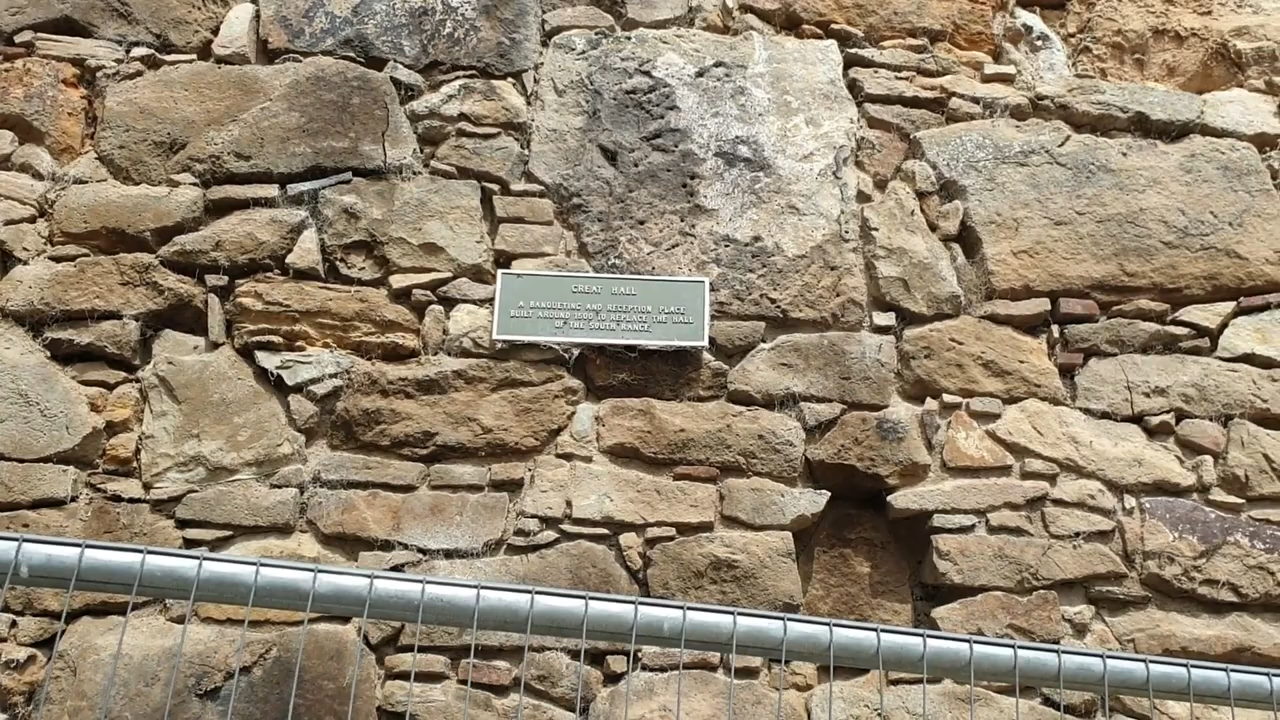 GREAT HALL
A BANQUETING AND RECEPTION PLACE
BUILT AROUND 1500 TO REPLACE THE HALL
OF THE SOUTH RANGE.